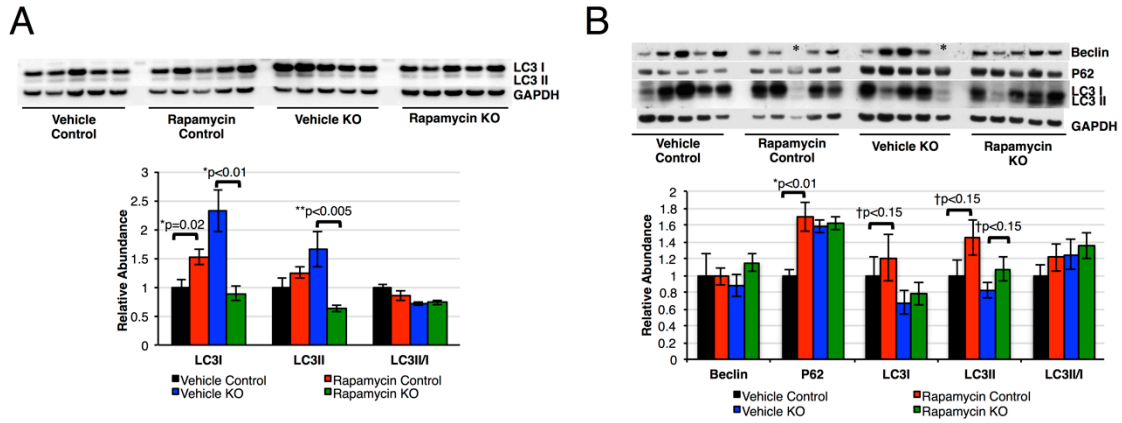 A
LC3 I
LC3 II
GAPDH
Vehicle Control
Rapamycin Control
Vehicle KO
Rapamycin KO
3
2.5
2
1.5
1
0.5
0
Relative Abundance
*p=0.02
*p<0.01
**p<0.005
LC3I
LC3II
LC3II/I
Vehicle Control
Rapamycin Control
Vehicle KO
Rapamycin KO
B
*
*
Beclin
P62
LC3 I
LC3 II
GAPDH
Vehicle Control
Rapamycin Control
Vehicle KO
Rapamycin KO
2
1.8
1.6
1.4
1.2
1
0.8
0.6
0.4
0.2
0
Relative Abundance
*p<0.01
†p<0.15
†p<0.15
†p<0.15
Beclin
P62
LC3I
LC3II
LC3II/I
Vehicle Control
Rapamycin Control
Vehicle KO
Rapamycin KO